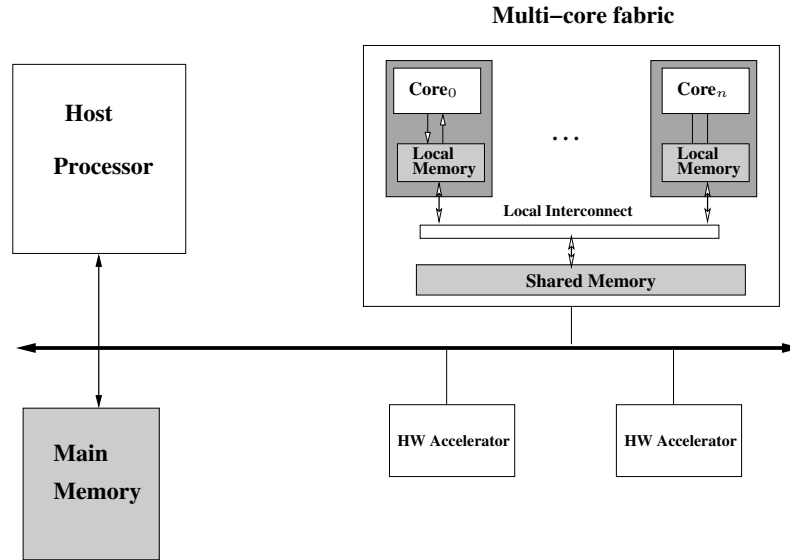 Multi−core fabric
Host
Processor
Core₀
Local
Memory
...
Coreₙ
Local
Memory
Local Interconnect
Shared Memory
Main
Memory
HW Accelerator
HW Accelerator